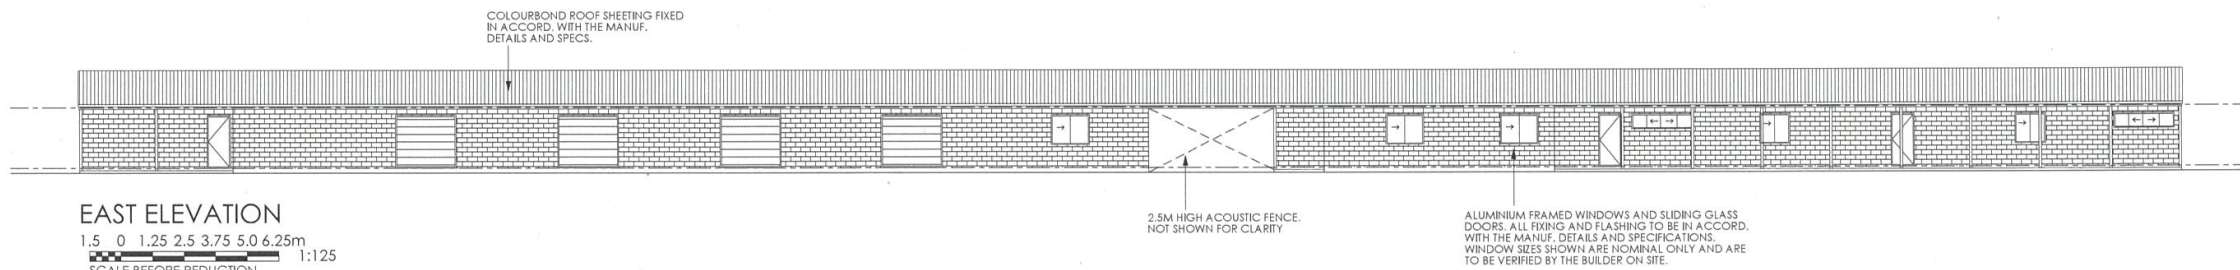 COLOURBOND ROOF SHEETING FIXED
IN ACCORD. WITH THE MANUF.
DETAILS AND SPECS.
EAST ELEVATION
1.5 0 1.25 2.5 3.75 5.0 6.25m
1:125
SCALE BEFORE REDUCTION
2.5M HIGH ACOUSTIC FENCE.
NOT SHOWN FOR CLARITY
ALUMINIUM FRAMED WINDOWS AND SLIDING GLASS
DOORS. ALL FIXING AND FLASHING TO BE IN ACCORD.
WITH THE MANUF. DETAILS AND SPECIFICATIONS.
WINDOW SIZES SHOWN ARE NOMINAL ONLY AND ARE
TO BE VERIFIED BY THE BUILDER ON SITE.